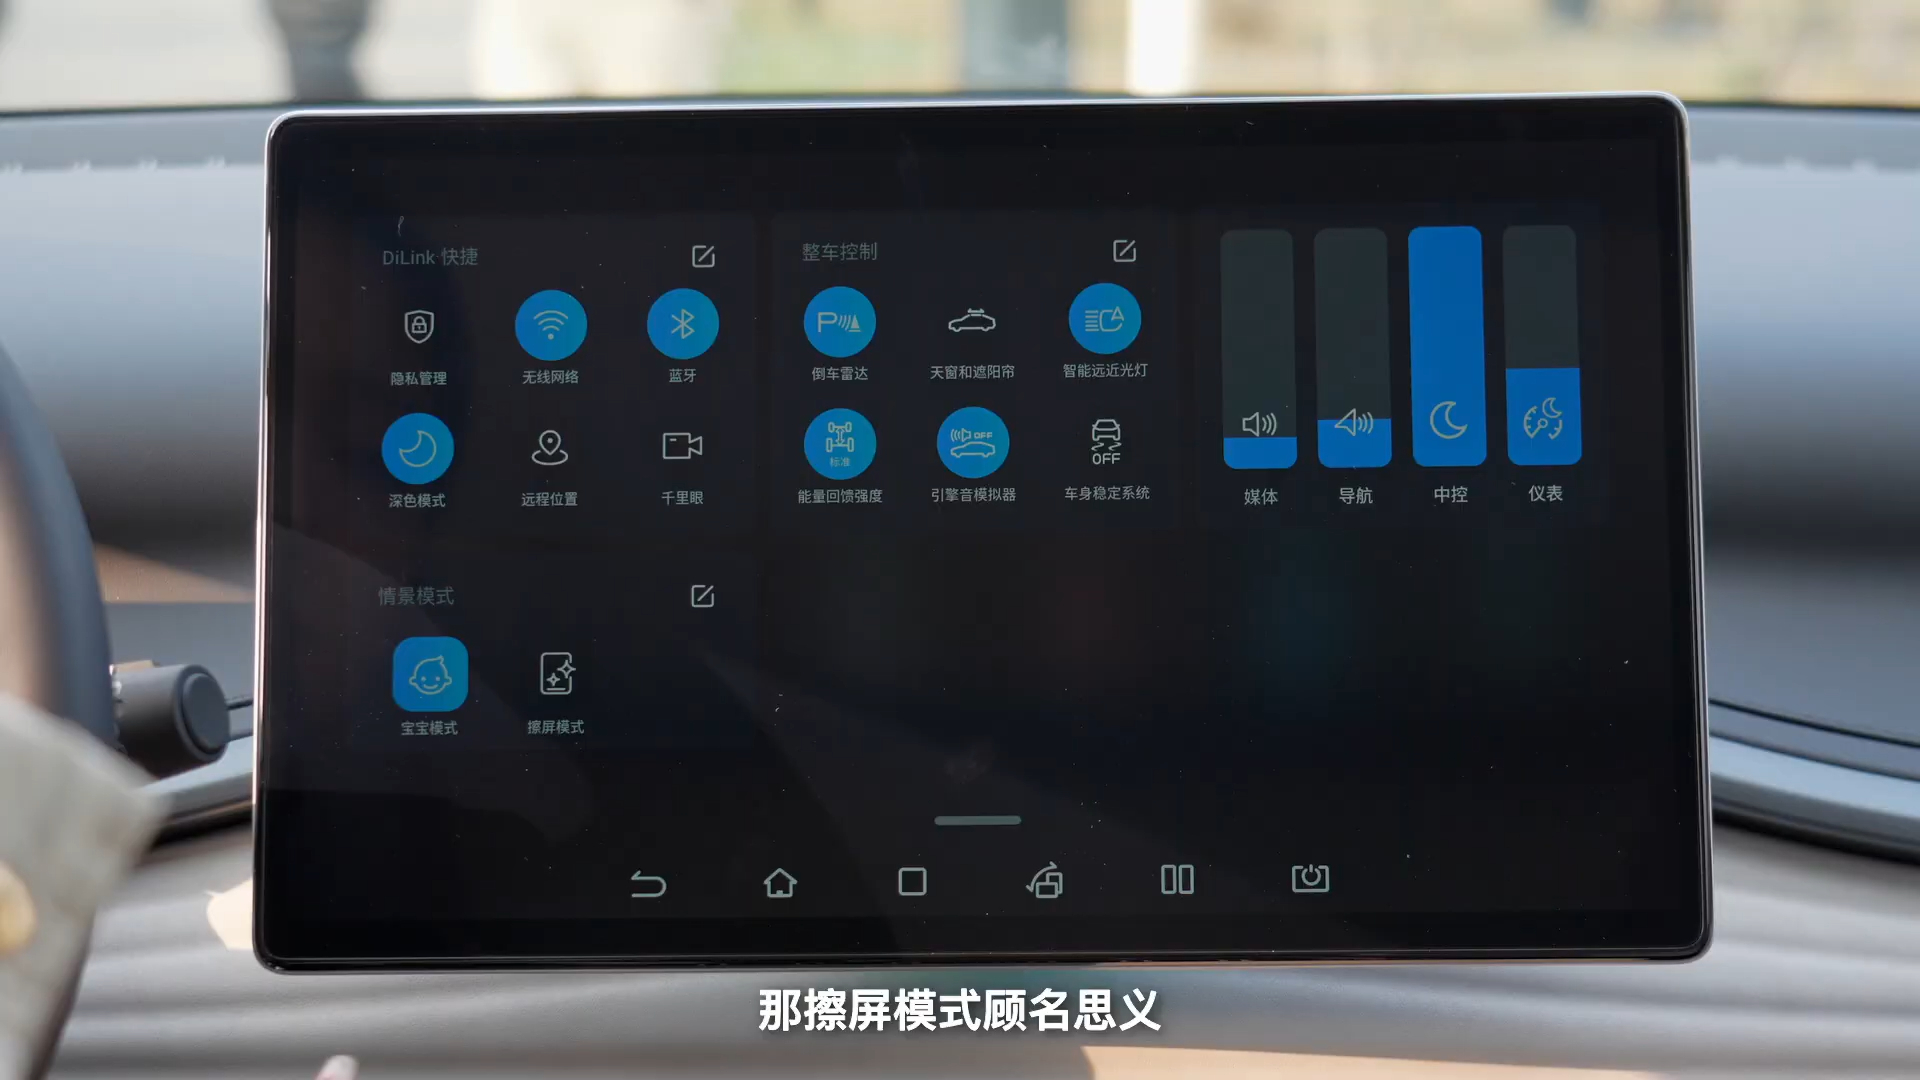 DiLink 快捷
隐私管理
无线网络
蓝牙
深色模式
远程位置
千里眼
整车控制
倒车雷达
天窗和遮阳帘
智能远近光灯
标准
能量回馈强度
OFF
引擎音模拟器
OFF
车身稳定系统
媒体
导航
中控
仪表
情景模式
宝宝模式
擦屏模式
那擦屏模式顾名思义